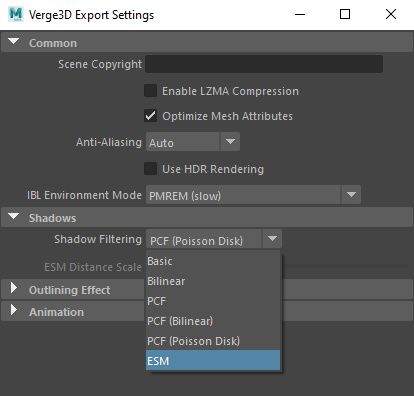 M Verge3D Export Settings
Common
Scene Copyright
Enable LZMA Compression
Optimize Mesh Attributes
Anti-Aliasing Auto
Use HDR Rendering
IBL Environment Mode PMREM (slow)
Shadows
Shadow Filtering PCF (Poisson Disk)
Basic
ESM Distance Scale
Bilinear
Outlining Effect
PCF
Animation
PCF (Bilinear)
PCF (Poisson Disk)
ESM